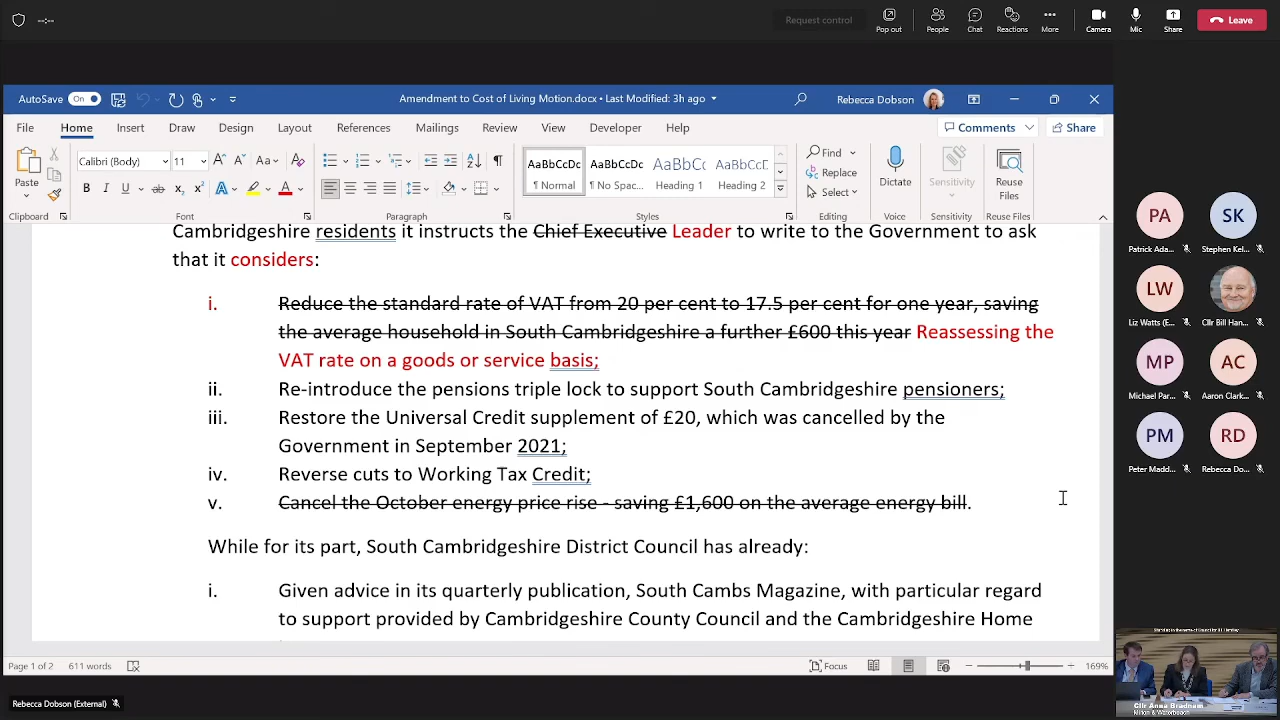 Request control
Pop out
People
Chat
Reactions
More
Camera
Mic
Share
Leave
AutoSave On
Amendment to Cost of Living Motion.docx • Last Modified: 3h ago
Rebecca Dobson
File Home Insert Draw Design Layout References Mailings Review View Developer Help
Comments
Share
Paste
Calibri (Body) 11
AaBbCcDc AaBbCcDc AaBbCc AaBbCcD
¶ Normal ¶ No Spac... Heading 1 Heading 2
Find
Replace
Select
Dictate
Sensitivity
Reuse
Files
Clipboard Font Paragraph Styles Editing Voice Sensitivity Reuse Files
Cambridgeshire residents it instructs the Chief Executive Leader to write to the Government to ask
that it considers:
i. Reduce the standard rate of VAT from 20 per cent to 17.5 per cent for one year, saving
the average household in South Cambridgeshire a further £600 this year Reassessing the
VAT rate on a goods or service basis;
ii. Re-introduce the pensions triple lock to support South Cambridgeshire pensioners;
iii. Restore the Universal Credit supplement of £20, which was cancelled by the
Government in September 2021;
iv. Reverse cuts to Working Tax Credit;
v. Cancel the October energy price rise - saving £1,600 on the average energy bill.
While for its part, South Cambridgeshire District Council has already:
i. Given advice in its quarterly publication, South Cambs Magazine, with particular regard
to support provided by Cambridgeshire County Council and the Cambridgeshire Home
Page 1 of 2 611 words
Focus
169%
Rebecca Dobson (External)
PA
Patrick Ada...
SK
Stephen Kel...
LW
Liz Watts (E...
Cllr Bill Han...
MP
Michael Par...
AC
Aaron Clark...
PM
Peter Madd...
RD
Rebecca Do...
Cllr Anna Bradnam
Milton & Waterbeach